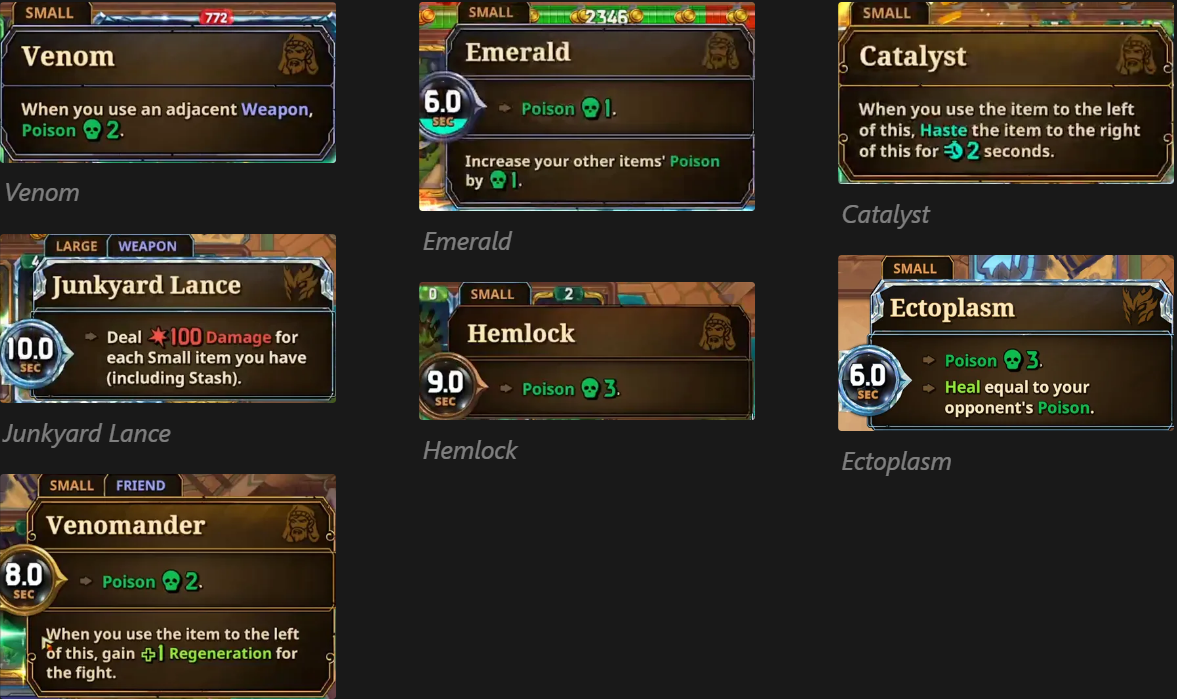 SMALL
772
Venom
When you use an adjacent Weapon,
Poison 2.
Venom
LARGE WEAPON
4
Junkyard Lance
10.0
SEC
Deal 100 Damage for
each Small item you have
(including Stash).
Junkyard Lance
SMALL FRIEND
Venomander
8.0
SEC
Poison 2.
When you use the item to the left
of this, gain +1 Regeneration for
the fight.
SMALL
2346
Emerald
6.0
SEC
Poison 1.
Increase your other items' Poison
by 1.
Emerald
0
SMALL
2
Hemlock
9.0
SEC
Poison 3.
Hemlock
SMALL
Catalyst
When you use the item to the left
of this, Haste the item to the right
of this for 2 seconds.
Catalyst
SMALL
Ectoplasm
6.0
SEC
Poison 3.
Heal equal to your
opponent's Poison.
Ectoplasm